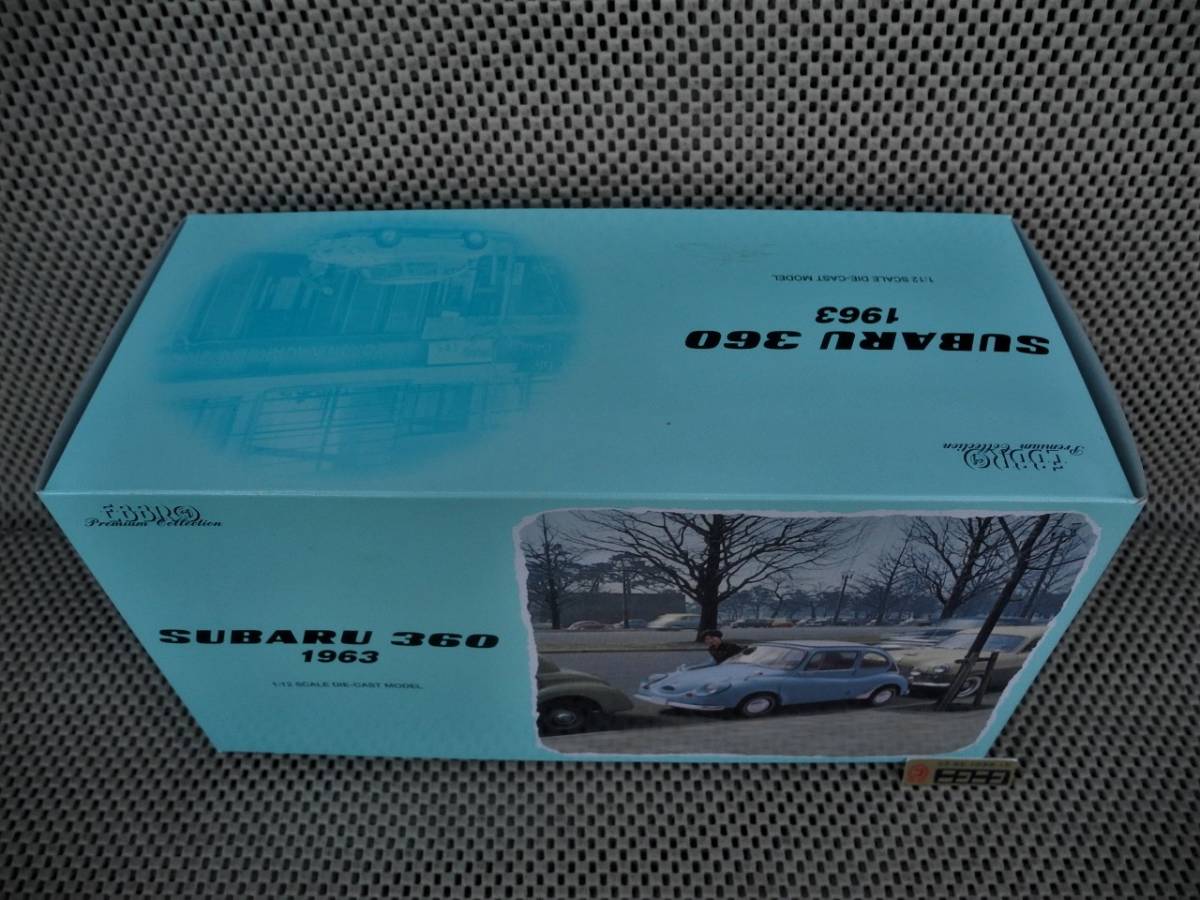 1:12 SCALE DIE-CAST MODEL
1963
SUBARU 360
EBBRO
Premium Collection
EBBRO
Premium Collection
SUBARU 360
1963
1:12 SCALE DIE-CAST MODEL